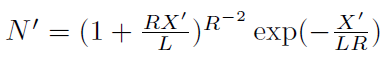 N′ = (1 + \frac{RX′}{L})^{R^{-2}} exp(−\frac{X′}{LR})